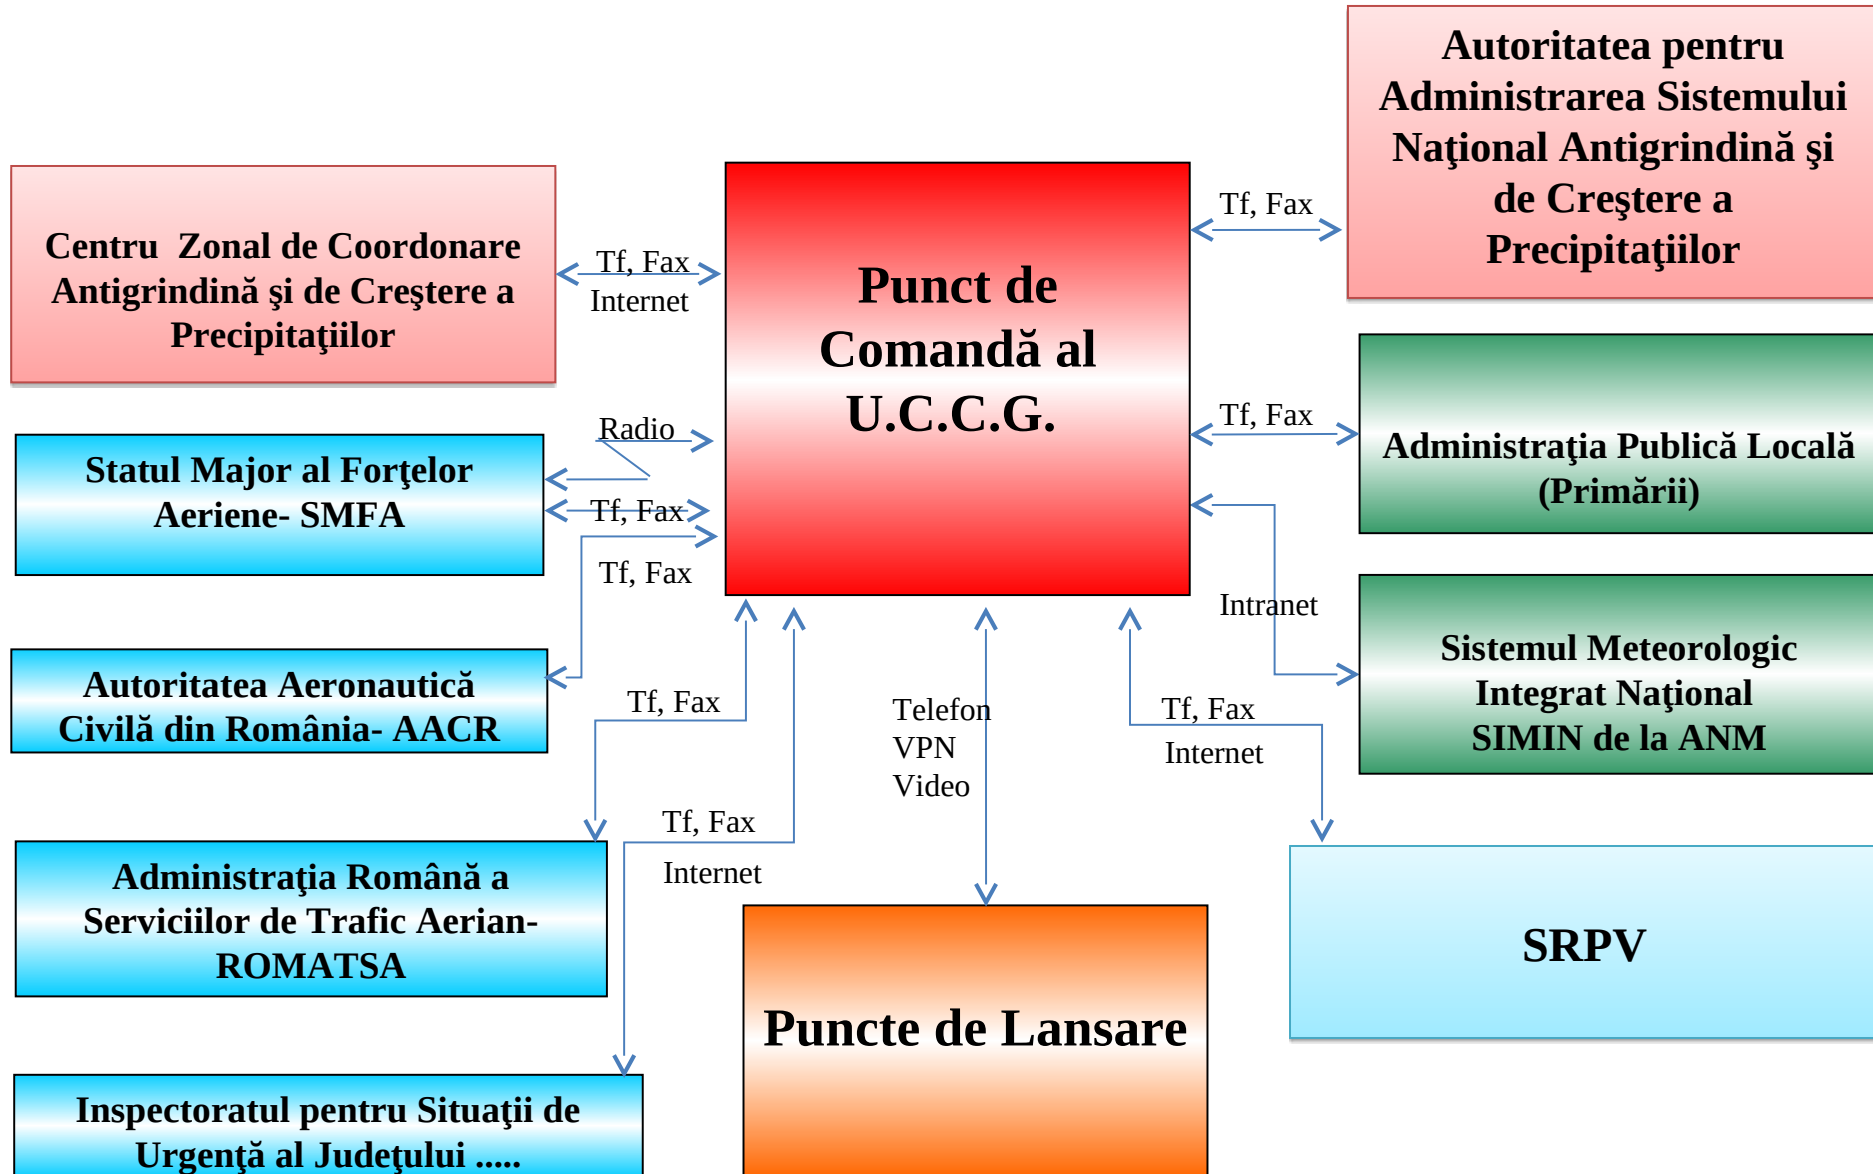 Autoritatea pentru
Administrarea Sistemului
Naţional Antigrindină şi
de Creştere a
Precipitaţiilor
Tf, Fax
Centru Zonal de Coordonare
Antigrindină şi de Creştere a
Precipitaţiilor
Tf, Fax
Internet
Punct de
Comandă al
U.C.C.G.
Tf, Fax
Administraţia Publică Locală
(Primării)
Radio
Statul Major al Forţelor
Aeriene- SMFA
Tf, Fax
Tf, Fax
Intranet
Sistemul Meteorologic
Integrat Naţional
SIMIN de la ANM
Autoritatea Aeronautică
Civilă din România- AACR
Tf, Fax
Telefon
VPN
Video
Tf, Fax
Internet
Tf, Fax
Internet
Administraţia Română a
Serviciilor de Trafic Aerian-
ROMATSA
SRPV
Puncte de Lansare
Inspectoratul pentru Situaţii de
Urgenţă al Judeţului .....